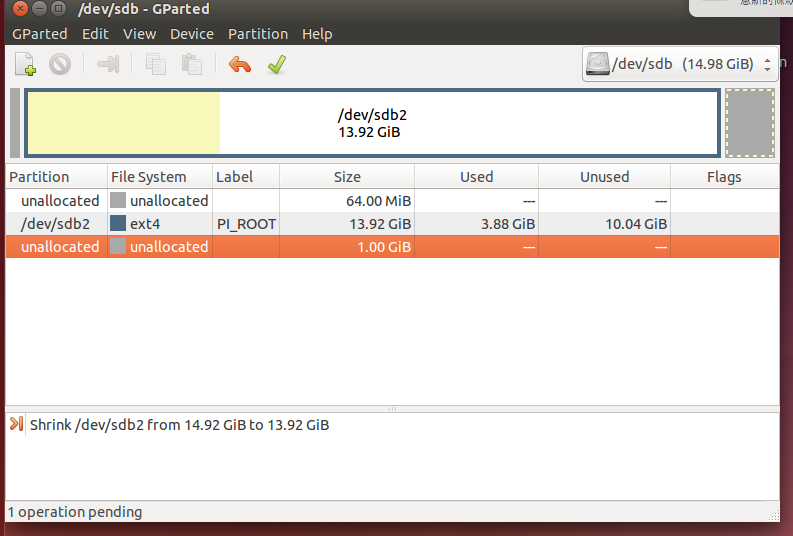 /dev/sdb - GParted
GParted Edit View Device Partition Help
/dev/sdb (14.98 GiB)
/dev/sdb2
13.92 GiB
Partition File System Label Size Used Unused Flags
unallocated unallocated 64.00 MiB --- ---
/dev/sdb2 ext4 PI_ROOT 13.92 GiB 3.88 GiB 10.04 GiB
unallocated unallocated 1.00 GiB --- ---
Shrink /dev/sdb2 from 14.92 GiB to 13.92 GiB
1 operation pending